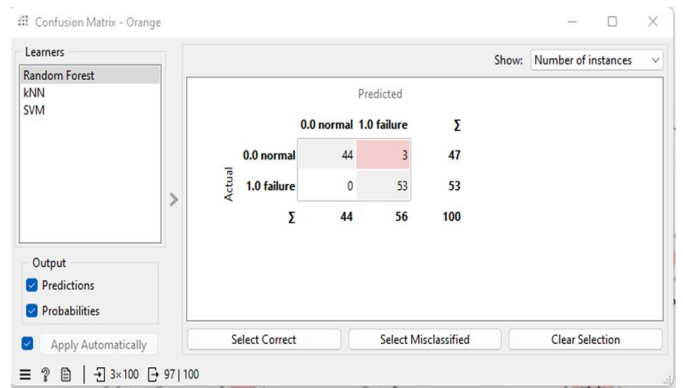 Confusion Matrix - Orange
Learners
Random Forest
kNN
SVM
Output
Predictions
Probabilities
Apply Automatically
Show: Number of instances
Predicted
0.0 normal 1.0 failure Σ
Actual
0.0 normal 44 3 47
1.0 failure 0 53 53
Σ 44 56 100
Select Correct Select Misclassified Clear Selection
3×100 97 | 100